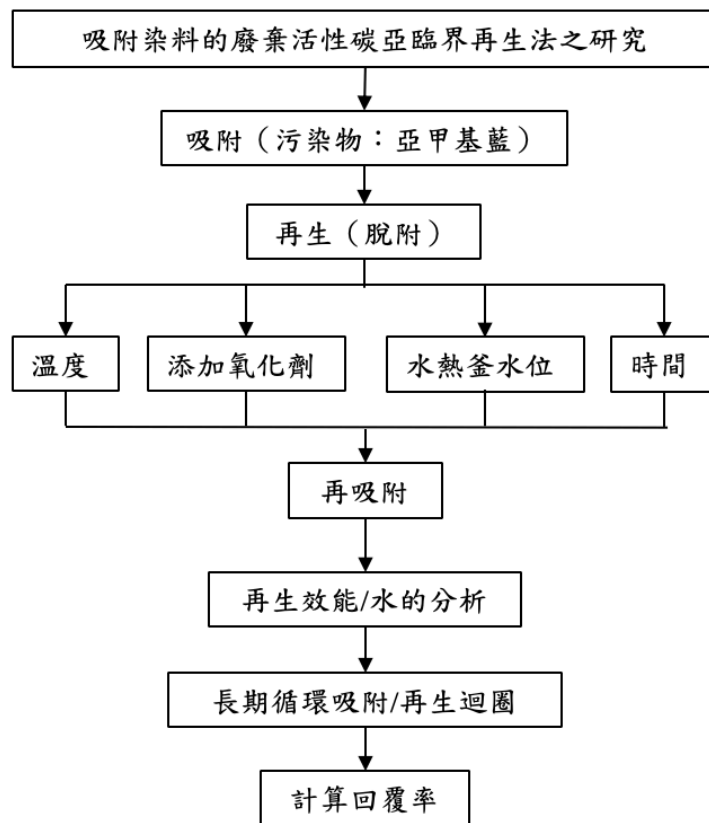 吸附染料的廢棄活性碳亞臨界再生法之研究
吸附（污染物：亞甲基藍）
再生（脫附）
溫度
添加氧化劑
水熱釜水位
時間
再吸附
再生效能/水的分析
長期循環吸附/再生迴圈
計算回覆率